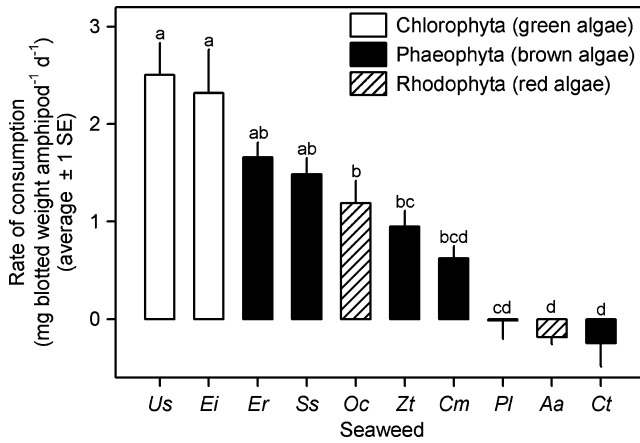 Chlorophyta (green algae)
Phaeophyta (brown algae)
Rhodophyta (red algae)
Rate of consumption
(mg blotted weight amphipod⁻¹ d⁻¹)
(average ± 1 SE)
3
2
1
0
a
a
ab
ab
b
bc
bcd
cd
d
d
Us Ei Er Ss Oc Zt Cm Pl Aa Ct
Seaweed